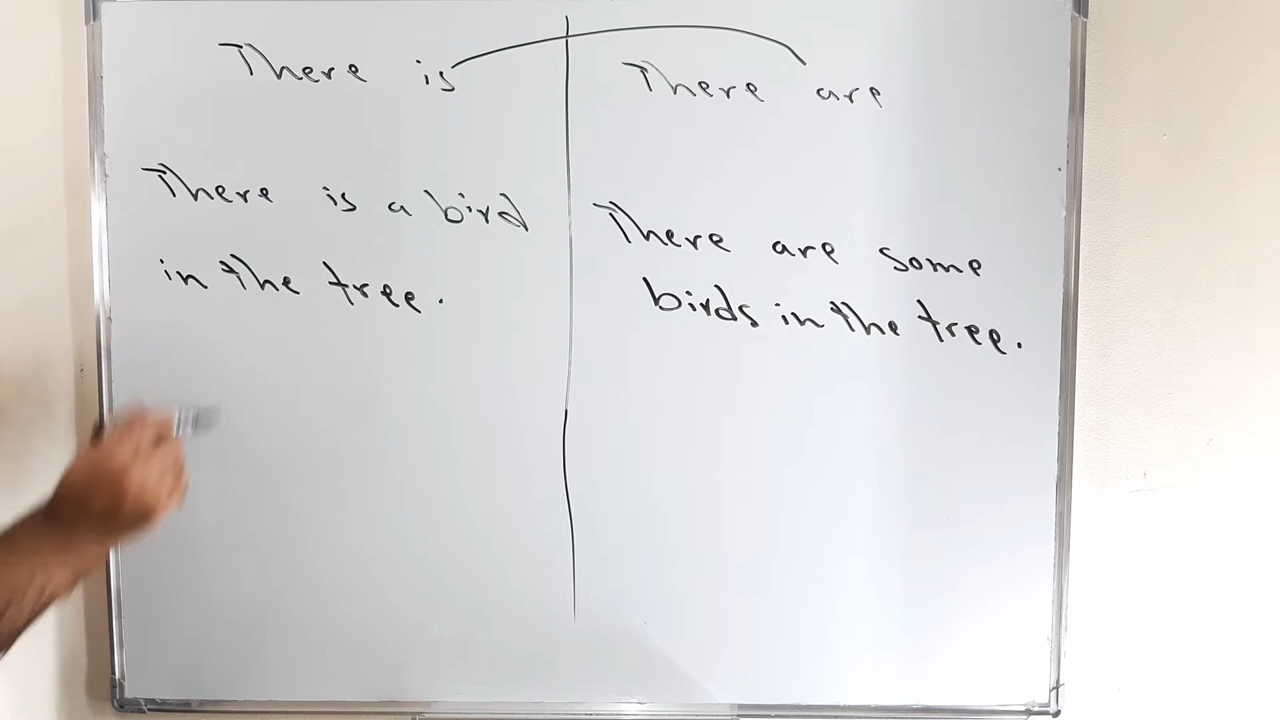 There is
There are
There is a bird
in the tree.
There are some
birds in the tree.